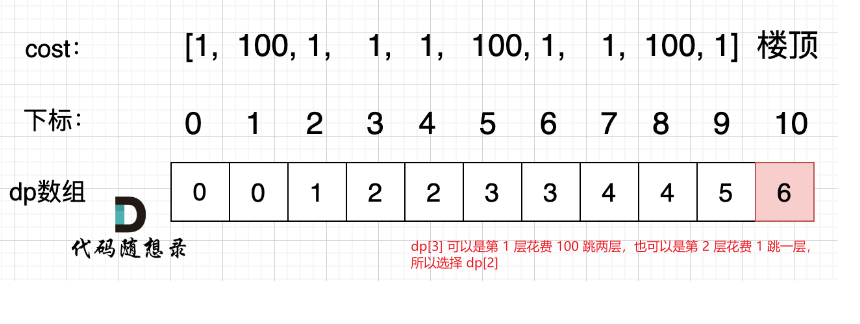 cost： [1, 100, 1, 1, 1, 100, 1, 1, 100, 1] 楼顶
下标： 0 1 2 3 4 5 6 7 8 9 10
dp数组 0 0 1 2 2 3 3 4 4 5 6
D
代码随想录
dp[3] 可以是第 1 层花费 100 跳两层，也可以是第 2 层花费 1 跳一层，
所以选择 dp[2]